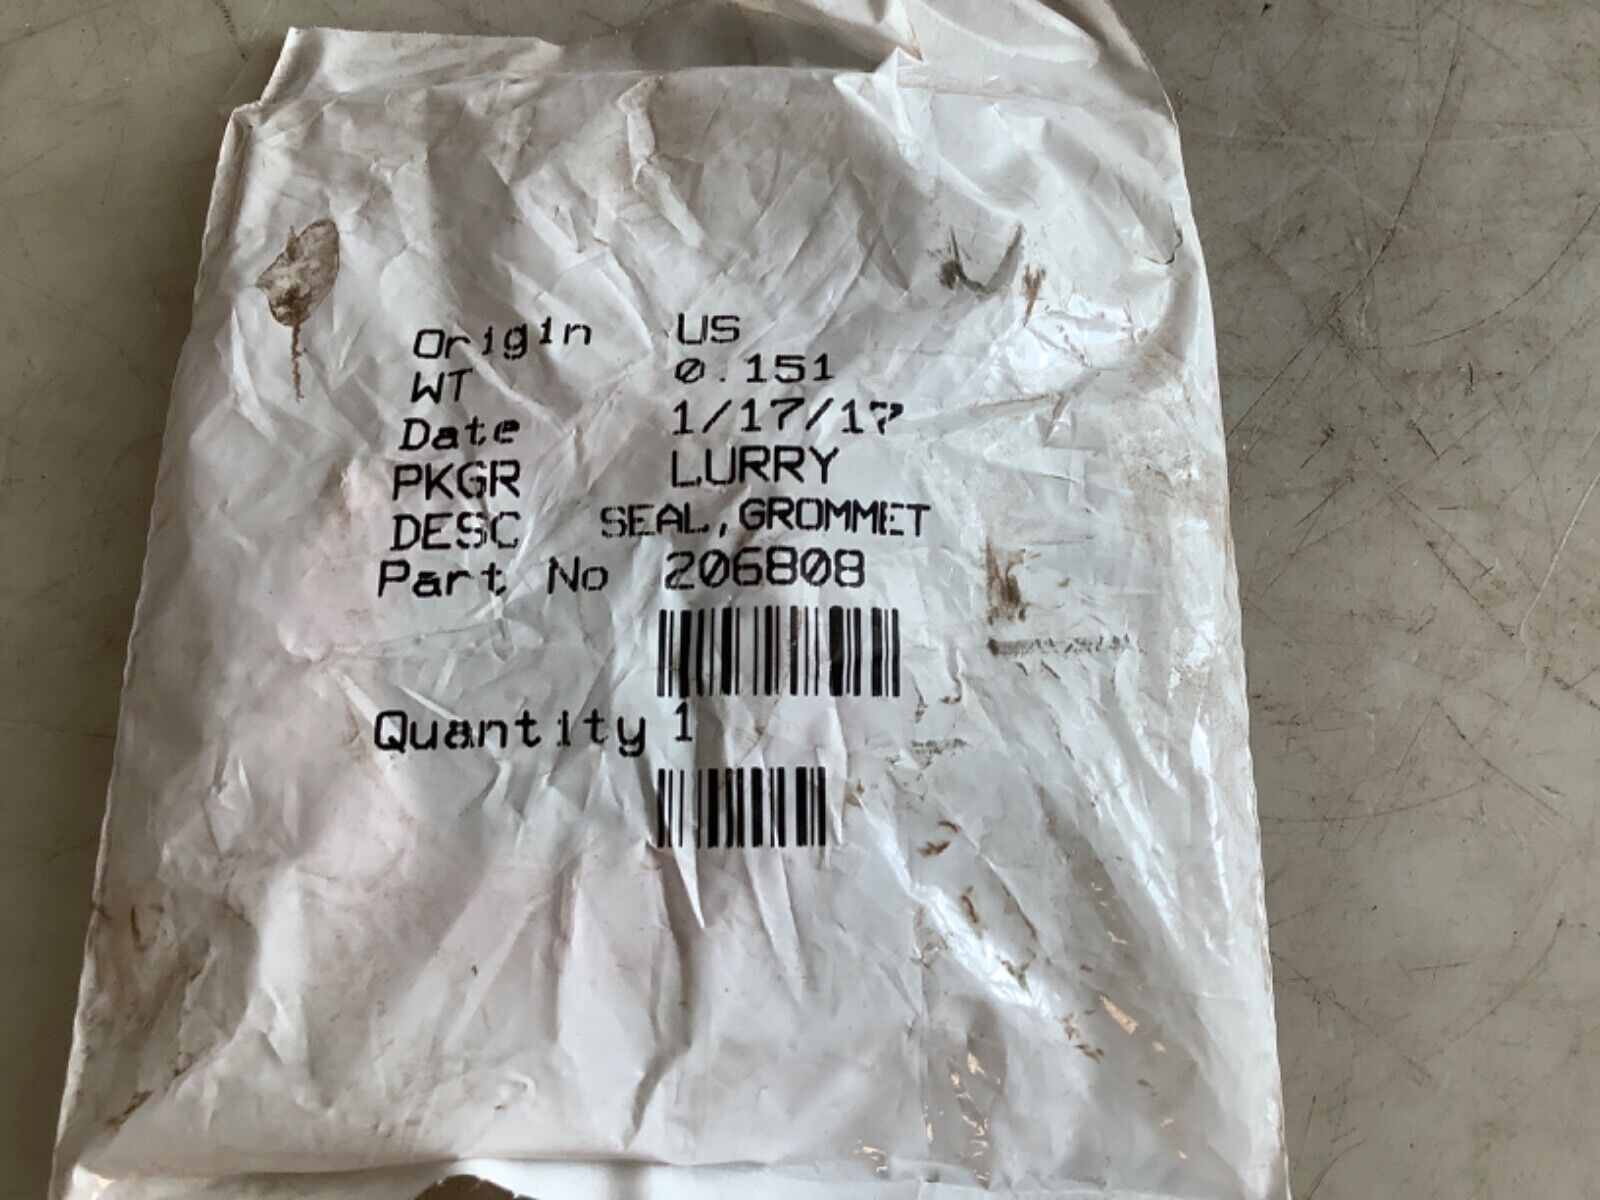 Origin US
WT 0.151
Date 1/17/17
PKGR LURRY
DESC SEAL,GROMMET
Part No 206808
Quantity 1